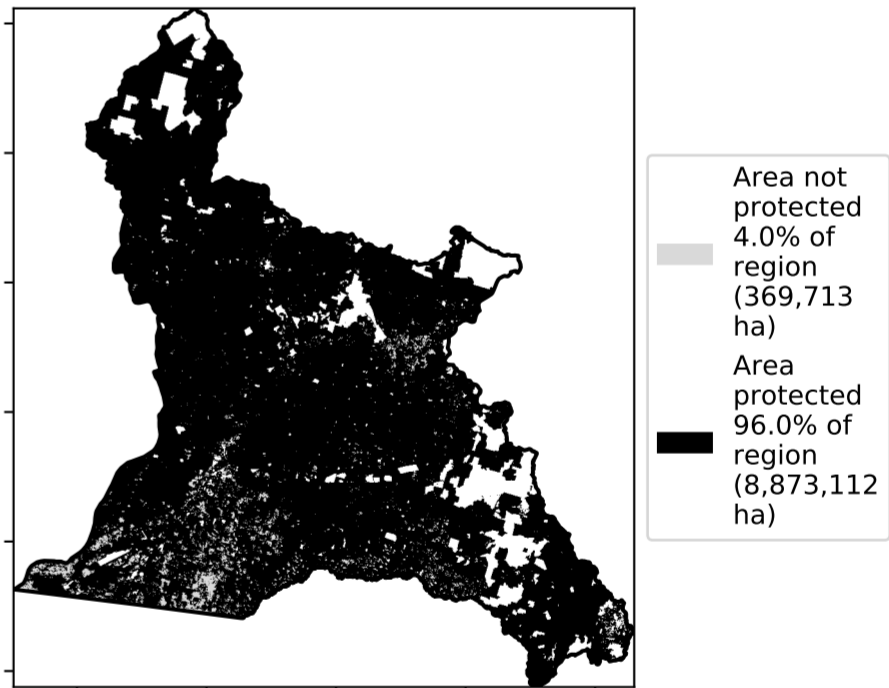 Area not
protected
4.0% of
region
(369,713
ha)
Area
protected
96.0% of
region
(8,873,112
ha)